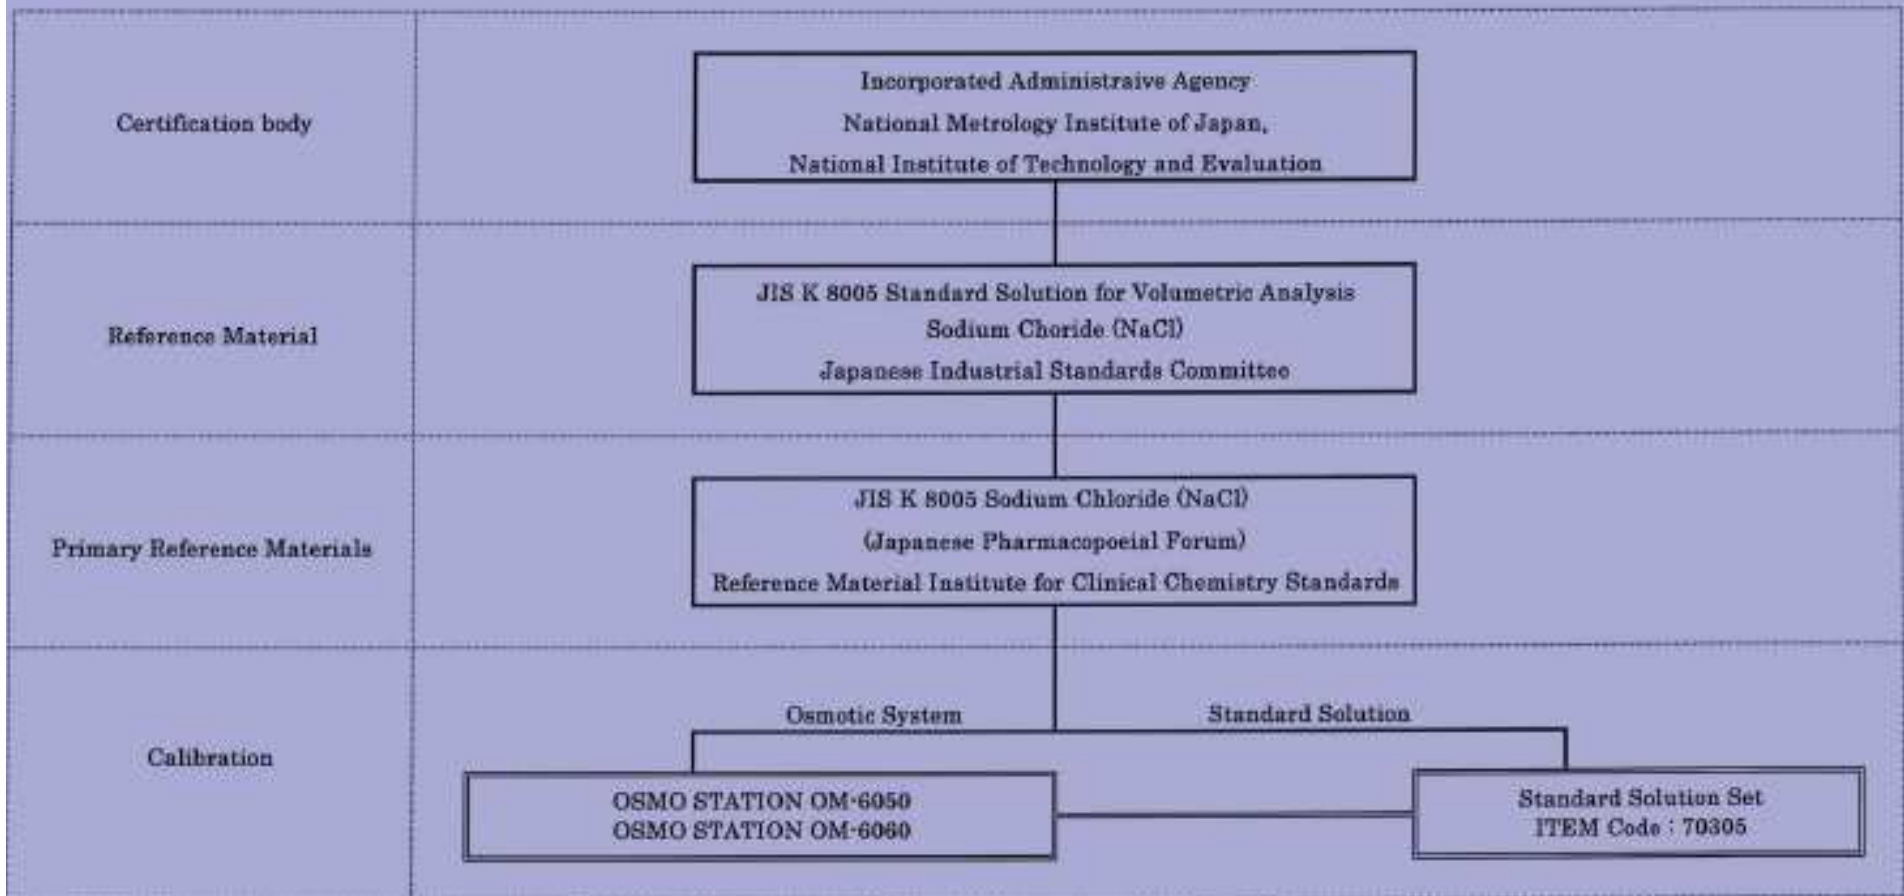 Certification body
Incorporated Administraive Agency
National Metrology Institute of Japan,
National Institute of Technology and Evaluation
Reference Material
JIS K 8005 Standard Solution for Volumetric Analysis
Sodium Choride (NaCl)
Japanese Industrial Standards Committee
Primary Reference Materials
JIS K 8005 Sodium Chloride (NaCl)
(Japanese Pharmacopoeial Forum)
Reference Material Institute for Clinical Chemistry Standards
Calibration
Osmotic System
Standard Solution
OSMO STATION OM-6050
OSMO STATION OM-6060
Standard Solution Set
ITEM Code : 70305